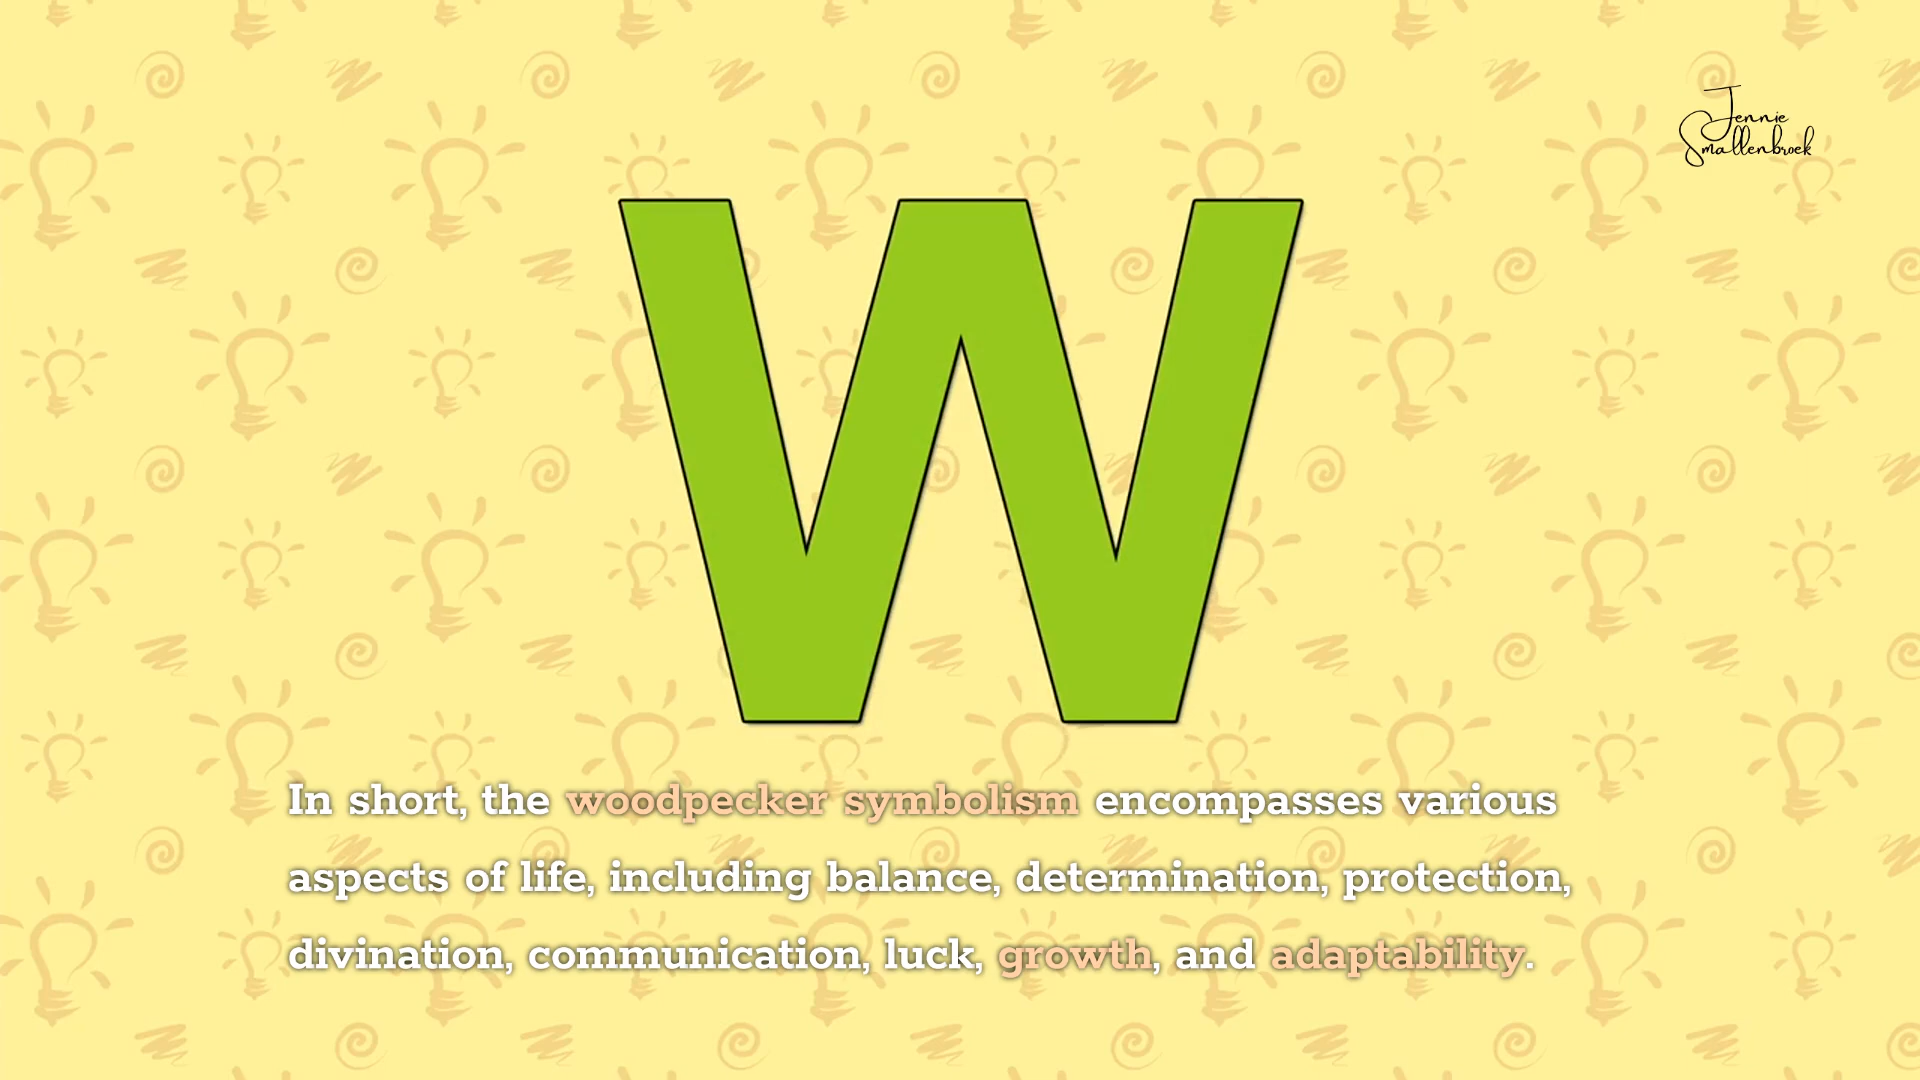 Jennie
Smallenbroek
W
In short, the woodpecker symbolism encompasses various
aspects of life, including balance, determination, protection,
divination, communication, luck, growth, and adaptability.